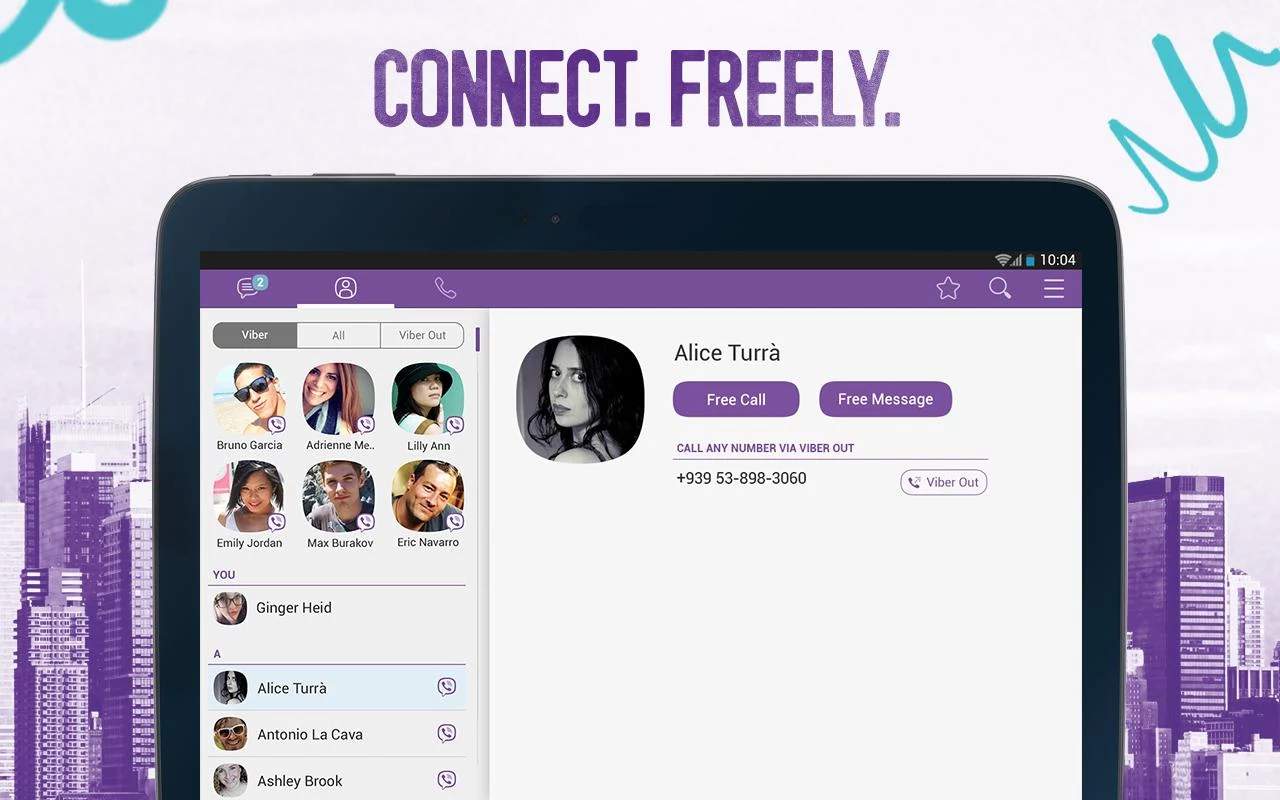 CONNECT. FREELY.
10:04
2
Viber
All
Viber Out
Bruno Garcia
Adrienne Me..
Lilly Ann
Emily Jordan
Max Burakov
Eric Navarro
YOU
Ginger Heid
A
Alice Turrà
Antonio La Cava
Ashley Brook
Alice Turrà
Free Call
Free Message
CALL ANY NUMBER VIA VIBER OUT
+939 53-898-3060
Viber Out